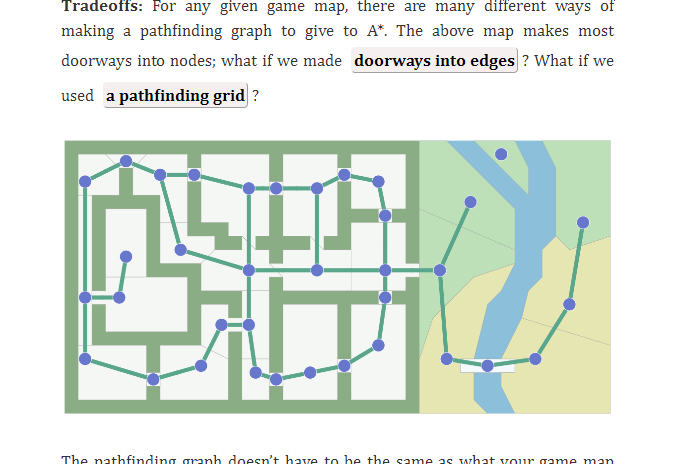 Tradeoffs: For any given game map, there are many different ways of
making a pathfinding graph to give to A*. The above map makes most
doorways into nodes; what if we made doorways into edges ? What if we
used a pathfinding grid ?
The pathfinding graph doesn't have to be the same as what your game map